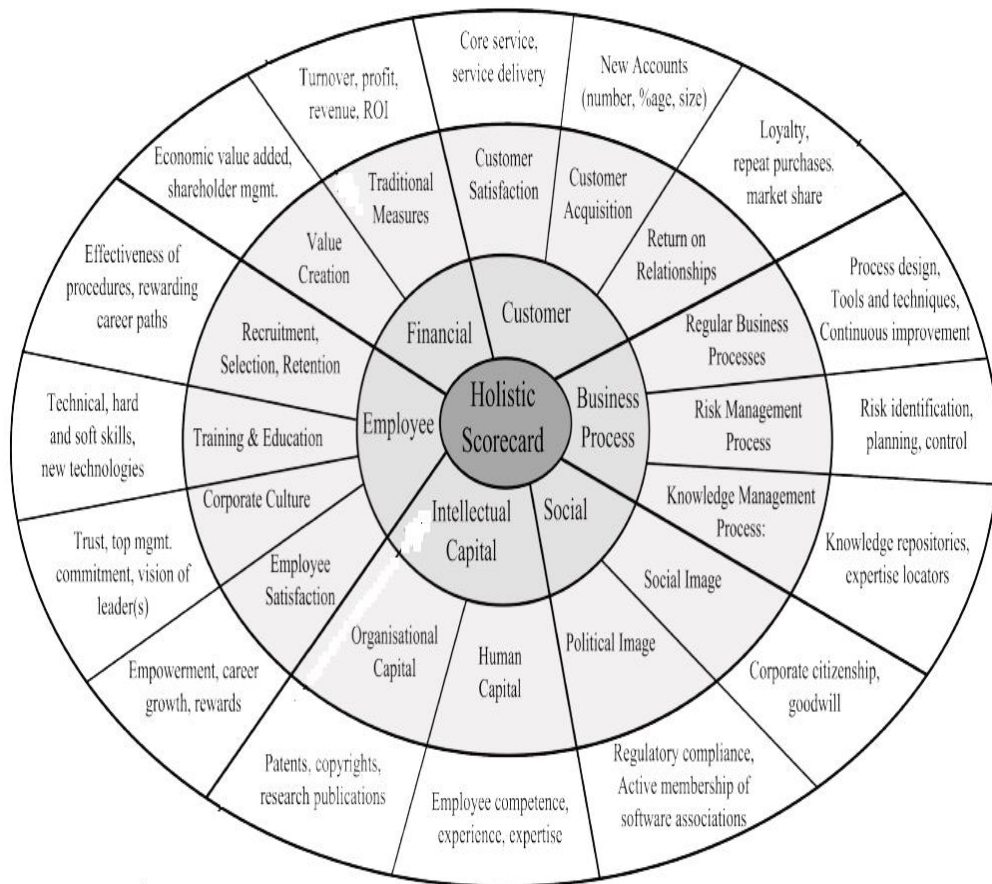 Holistic
Scorecard
Financial
Customer
Business
Process
Social
Intellectual
Capital
Employee
Traditional
Measures
Customer
Satisfaction
Customer
Acquisition
Return on
Relationships
Regular Business
Processes
Risk Management
Process
Knowledge Management
Process:
Social Image
Political Image
Human
Capital
Organisational
Capital
Employee
Satisfaction
Corporate Culture
Training & Education
Recruitment,
Selection, Retention
Value
Creation
Turnover, profit,
revenue, ROI
Core service,
service delivery
New Accounts
(number, %age, size)
Loyalty,
repeat purchases.
market share
Process design,
Tools and techniques,
Continuous improvement
Risk identification,
planning, control
Knowledge repositories,
expertise locators
Corporate citizenship,
goodwill
Regulatory compliance,
Active membership of
software associations
Employee competence,
experience, expertise
Patents, copyrights,
research publications
Empowerment, career
growth, rewards
Trust, top mgmt.
commitment, vision of
leader(s)
Technical, hard
and soft skills,
new technologies
Effectiveness of
procedures, rewarding
career paths
Economic value added,
shareholder mgmt.